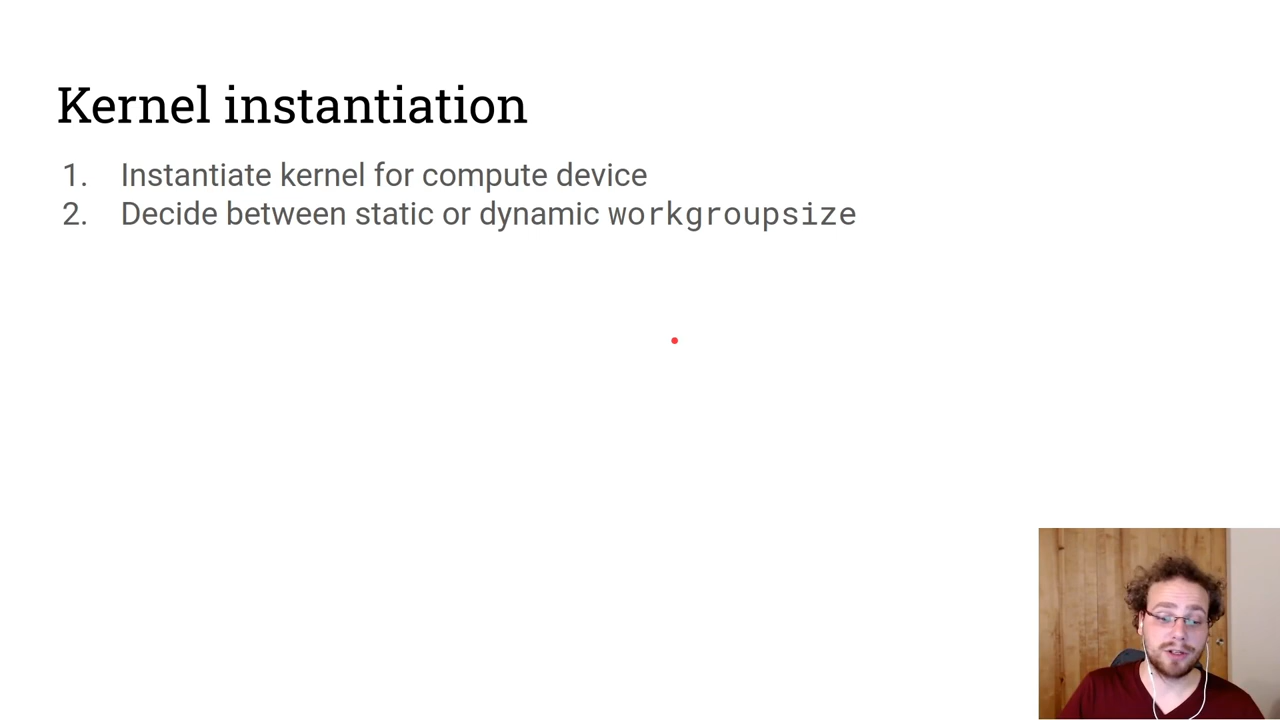 Kernel instantiation
1. Instantiate kernel for compute device
2. Decide between static or dynamic workgroupsize